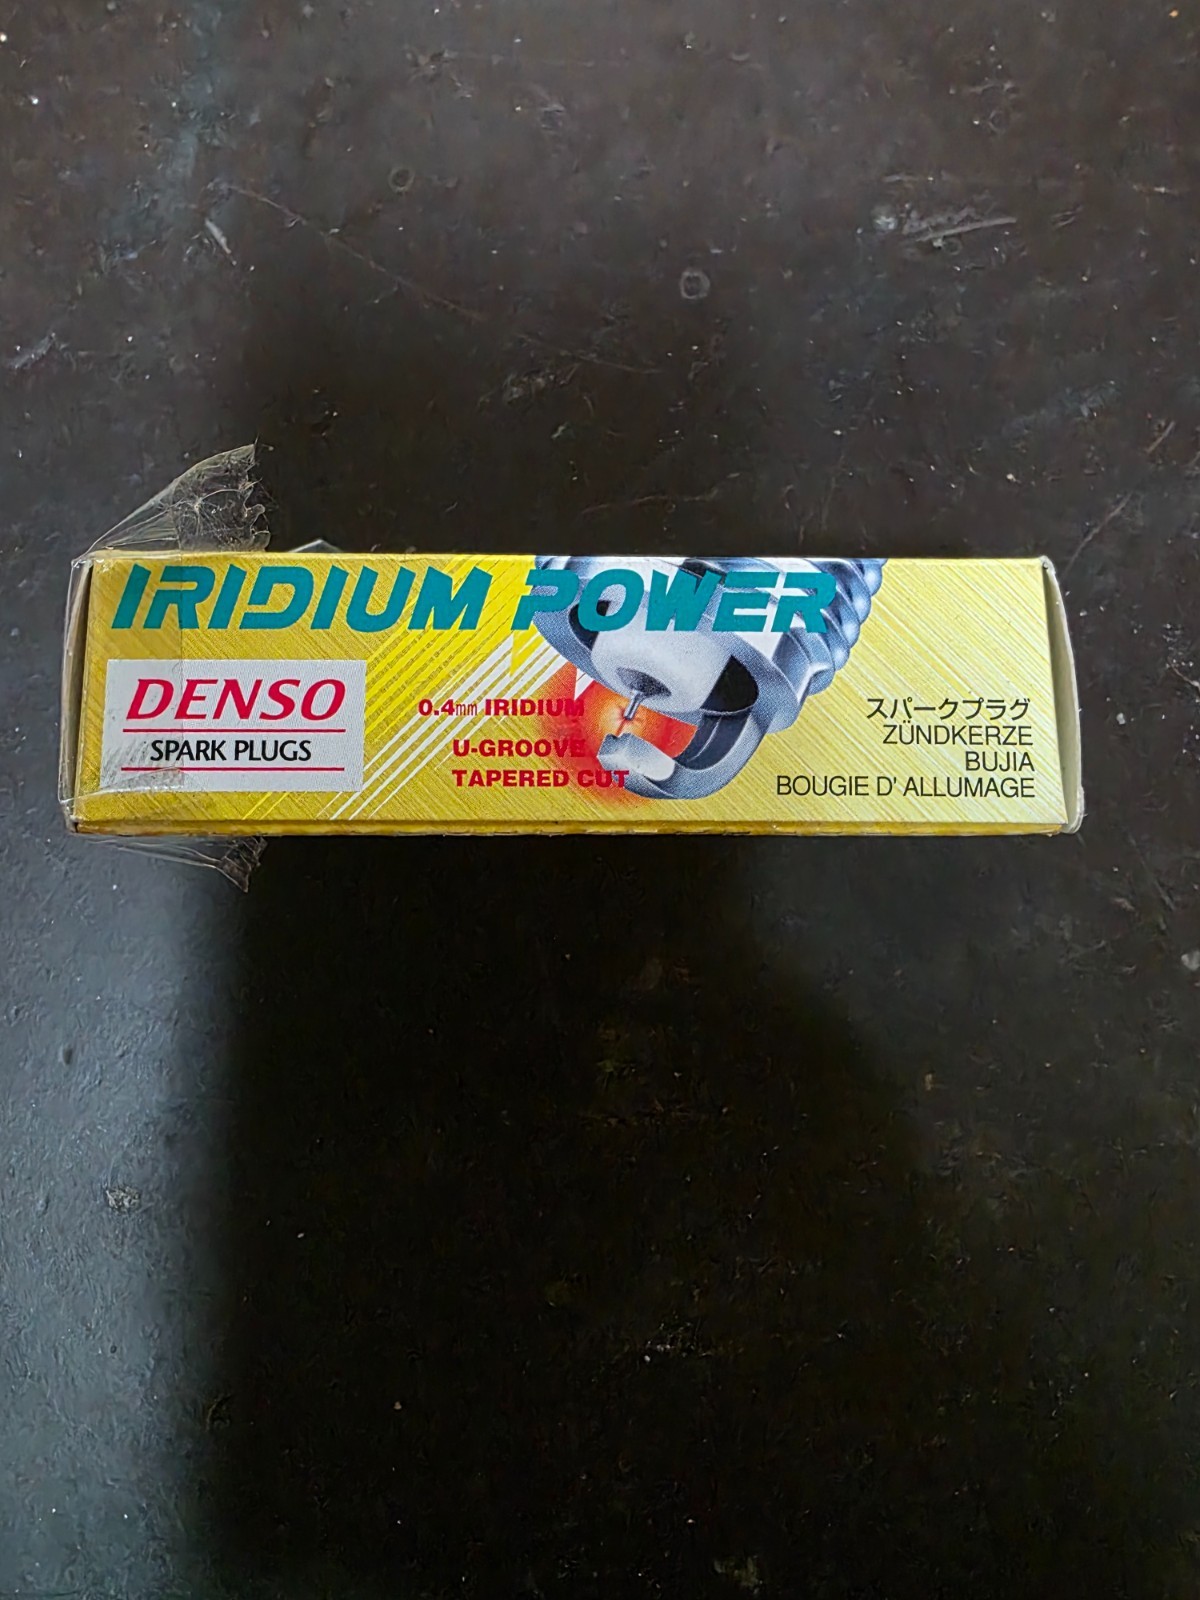 IRIDIUM POWER
DENSO
SPARK PLUGS
0.4mm IRIDIUM
U-GROOVE
TAPERED CUT
スパークプラグ
ZÜNDKERZE
BUJIA
BOUGIE D' ALLUMAGE